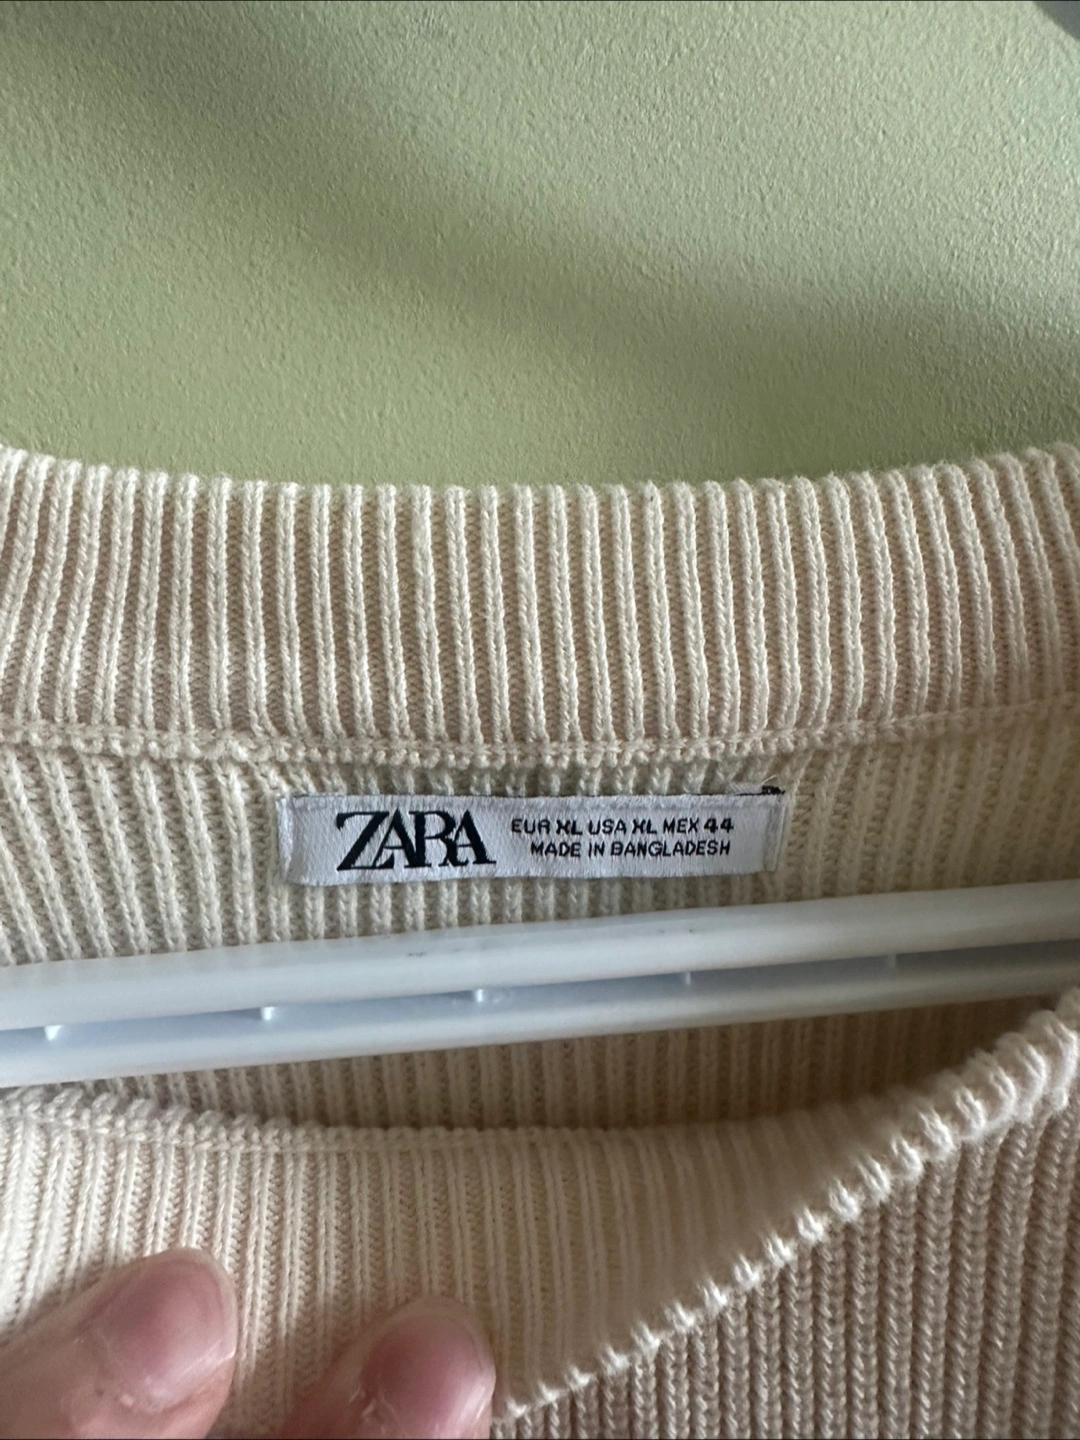 ZARA
EUR XL USA XL MEX 44
MADE IN BANGLADESH